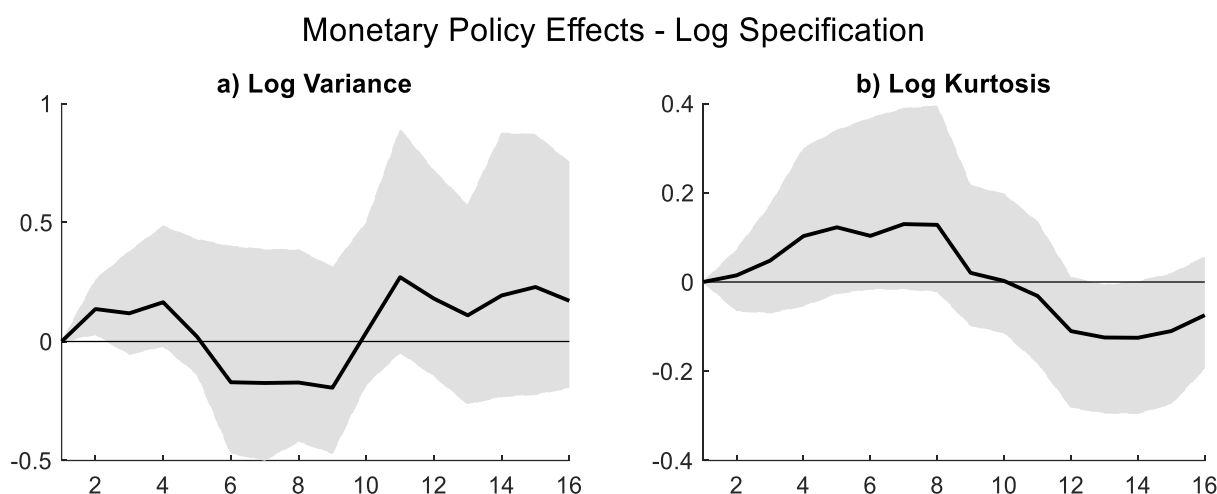 Monetary Policy Effects - Log Specification
a) Log Variance
1
0.5
0
-0.5
2 4 6 8 10 12 14 16
b) Log Kurtosis
0.4
0.2
0
-0.2
-0.4
2 4 6 8 10 12 14 16